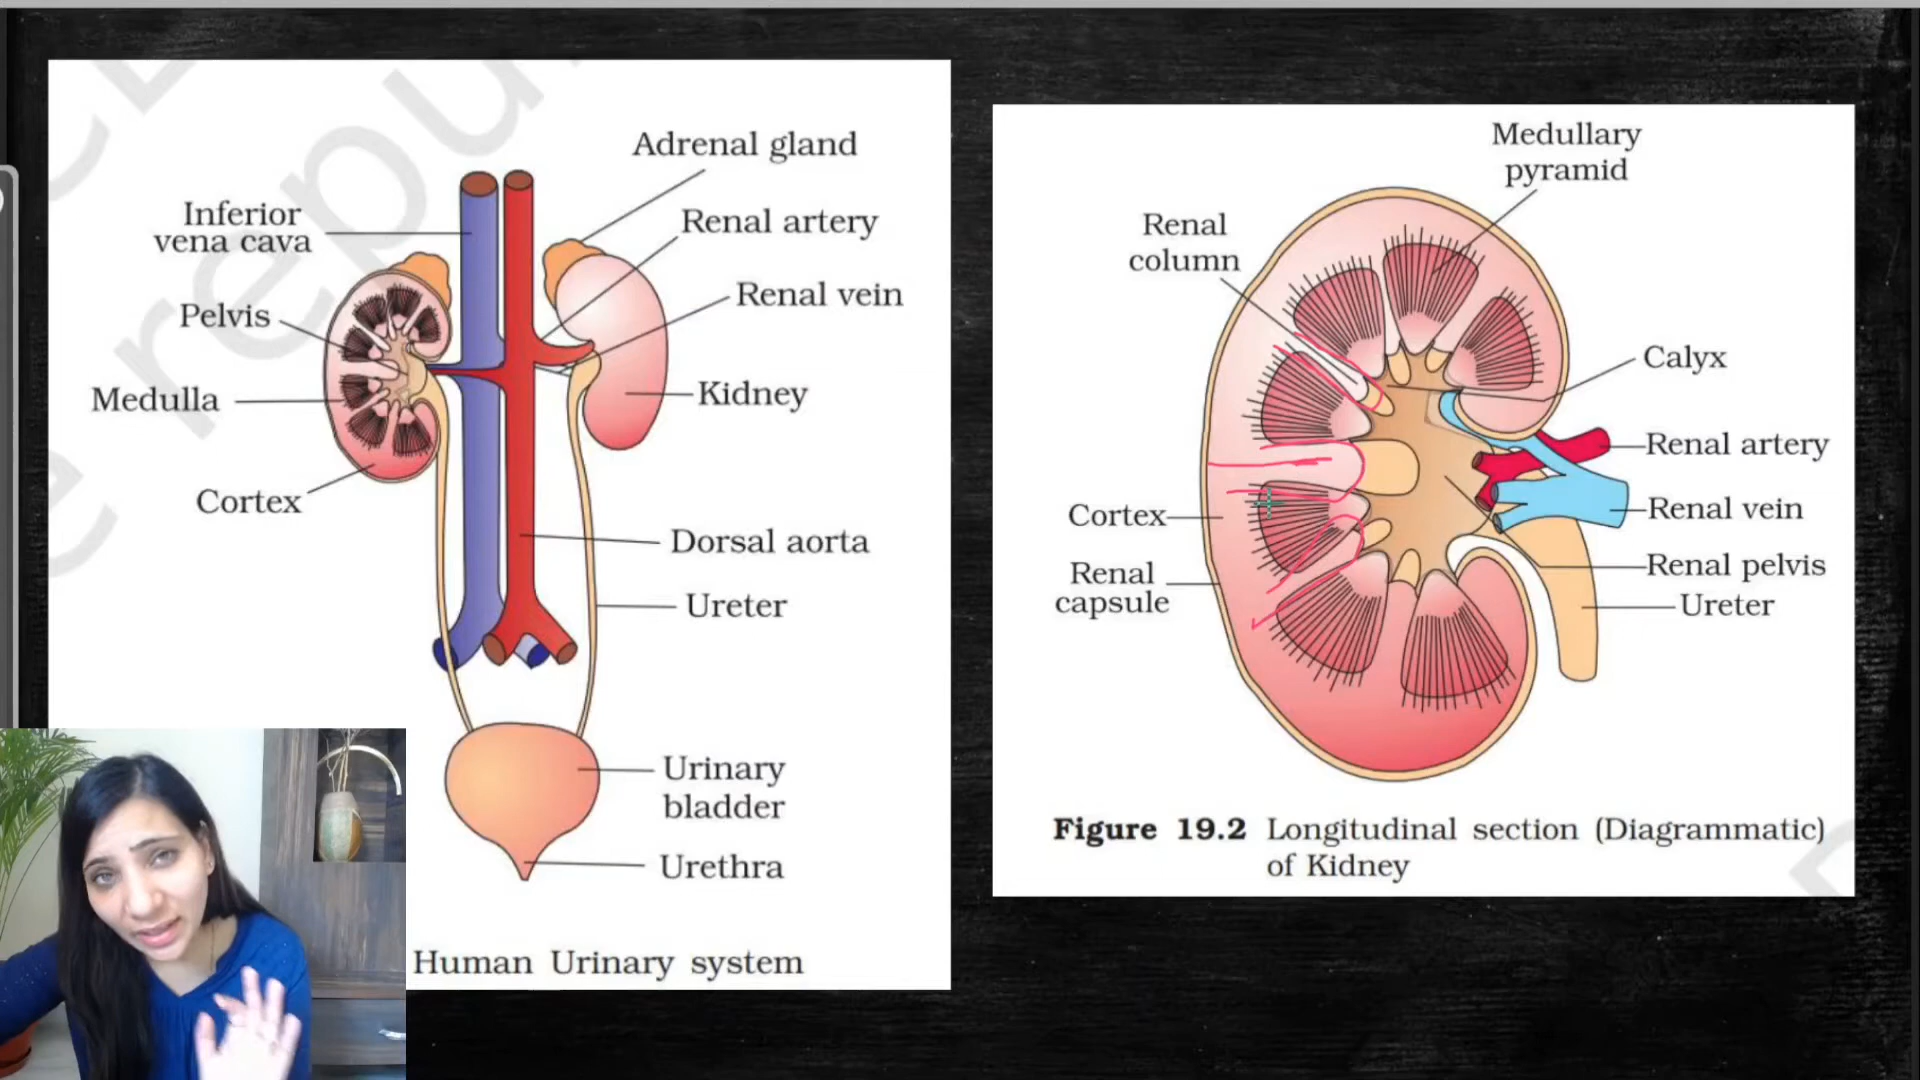 Adrenal gland
Inferior
vena cava
Renal artery
Pelvis
Renal vein
Medulla
Kidney
Cortex
Dorsal aorta
Ureter
Urinary
bladder
Urethra
Human Urinary system
Medullary
pyramid
Renal
column
Calyx
Renal artery
Cortex
Renal vein
Renal
capsule
Renal pelvis
Ureter
Figure 19.2 Longitudinal section (Diagrammatic)
of Kidney